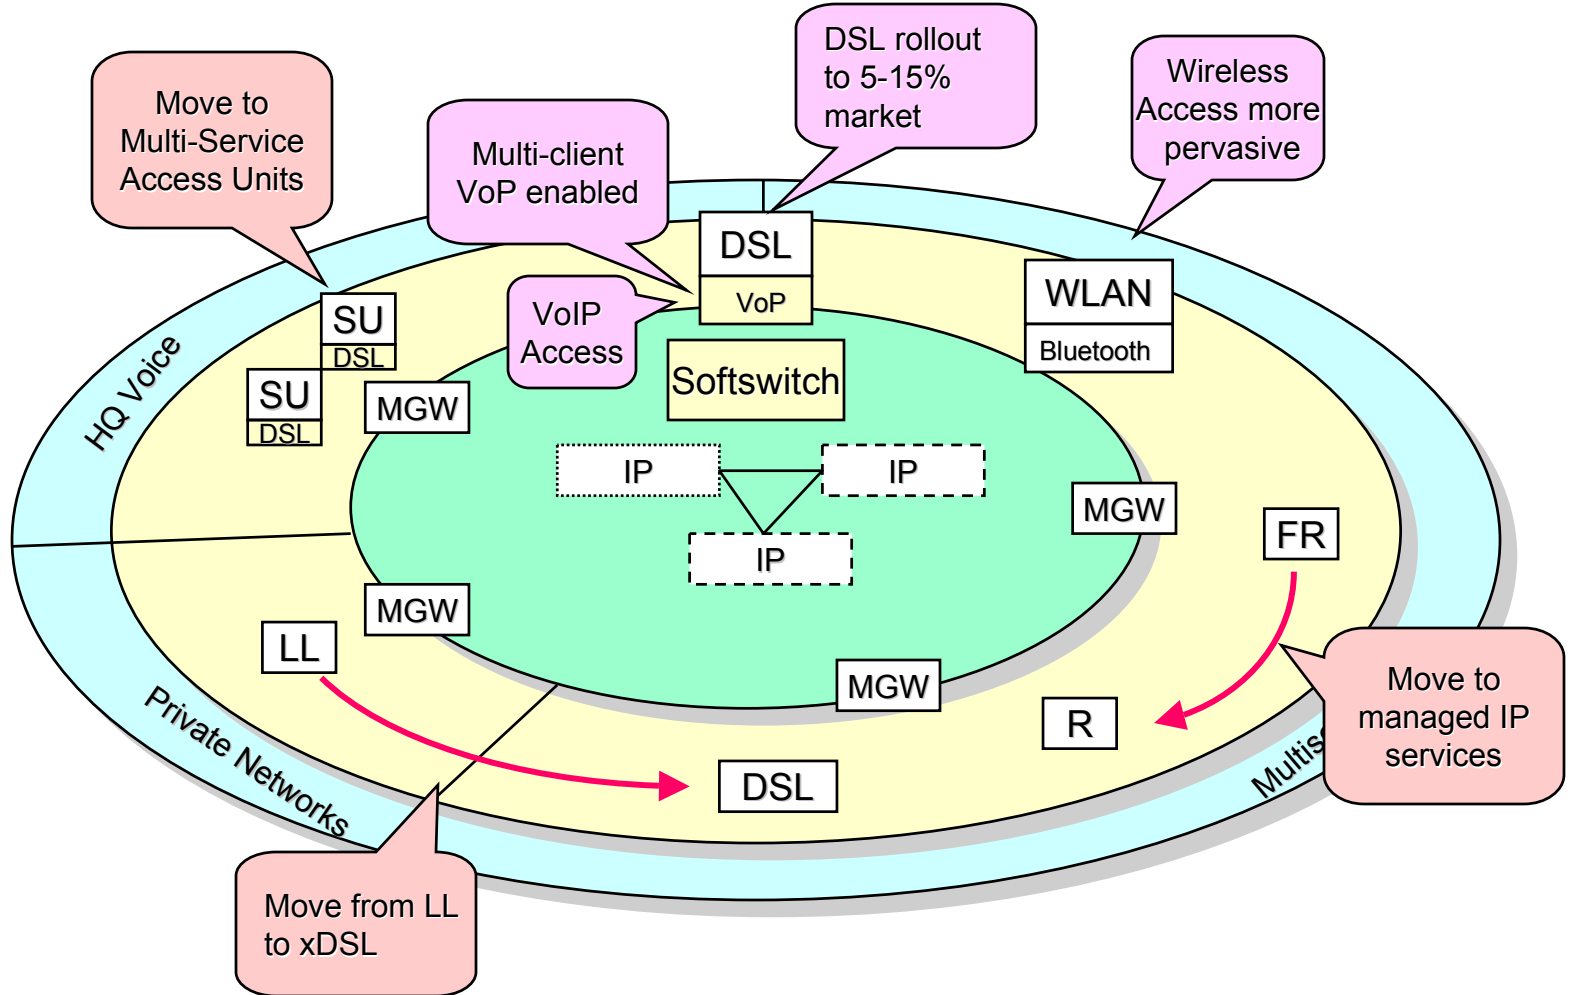 DSL rollout
to 5-15%
market
Wireless
Access more
pervasive
Move to
Multi-Service
Access Units
Multi-client
VoP enabled
DSL
VoP
VoIP
Access
WLAN
Bluetooth
SU
DSL
SU
DSL
HQ Voice
MGW
Softswitch
IP
IP
IP
MGW
FR
MGW
LL
MGW
R
DSL
Private Networks
Move to
managed IP
services
Move from LL
to xDSL